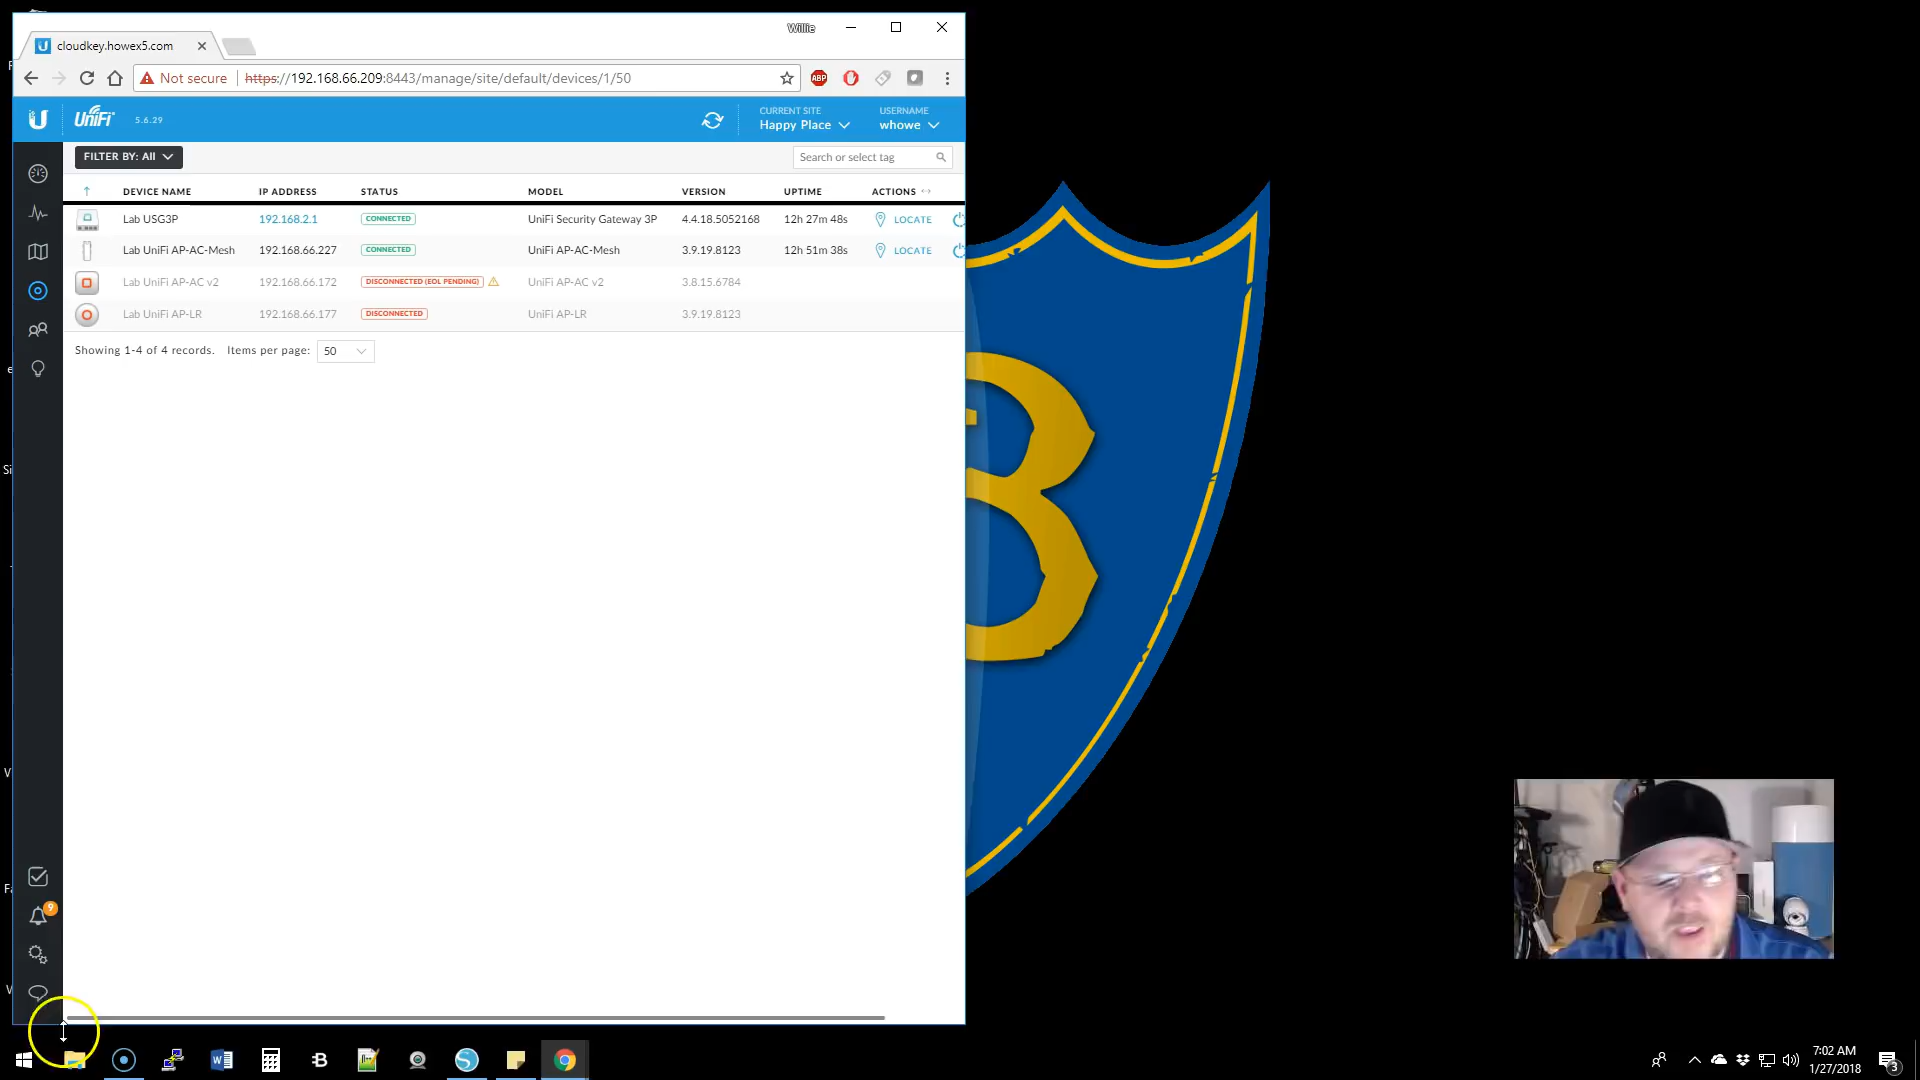 Willie
cloudkey.howex5.com
Not secure https://192.168.66.209:8443/manage/site/default/devices/1/50
ABP
U UniFi 5.6.29
CURRENT SITE
Happy Place
USERNAME
whowe
FILTER BY: All
Search or select tag
DEVICE NAME IP ADDRESS STATUS MODEL VERSION UPTIME ACTIONS
Lab USG3P 192.168.2.1 CONNECTED UniFi Security Gateway 3P 4.4.18.5052168 12h 27m 48s LOCATE
Lab UniFi AP-AC-Mesh 192.168.66.227 CONNECTED UniFi AP-AC-Mesh 3.9.19.8123 12h 51m 38s LOCATE
Lab UniFi AP-AC v2 192.168.66.172 DISCONNECTED (EOL PENDING) UniFi AP-AC v2 3.8.15.6784
Lab UniFi AP-LR 192.168.66.177 DISCONNECTED UniFi AP-LR 3.9.19.8123
Showing 1-4 of 4 records. Items per page: 50
9
7:02 AM
1/27/2018
3